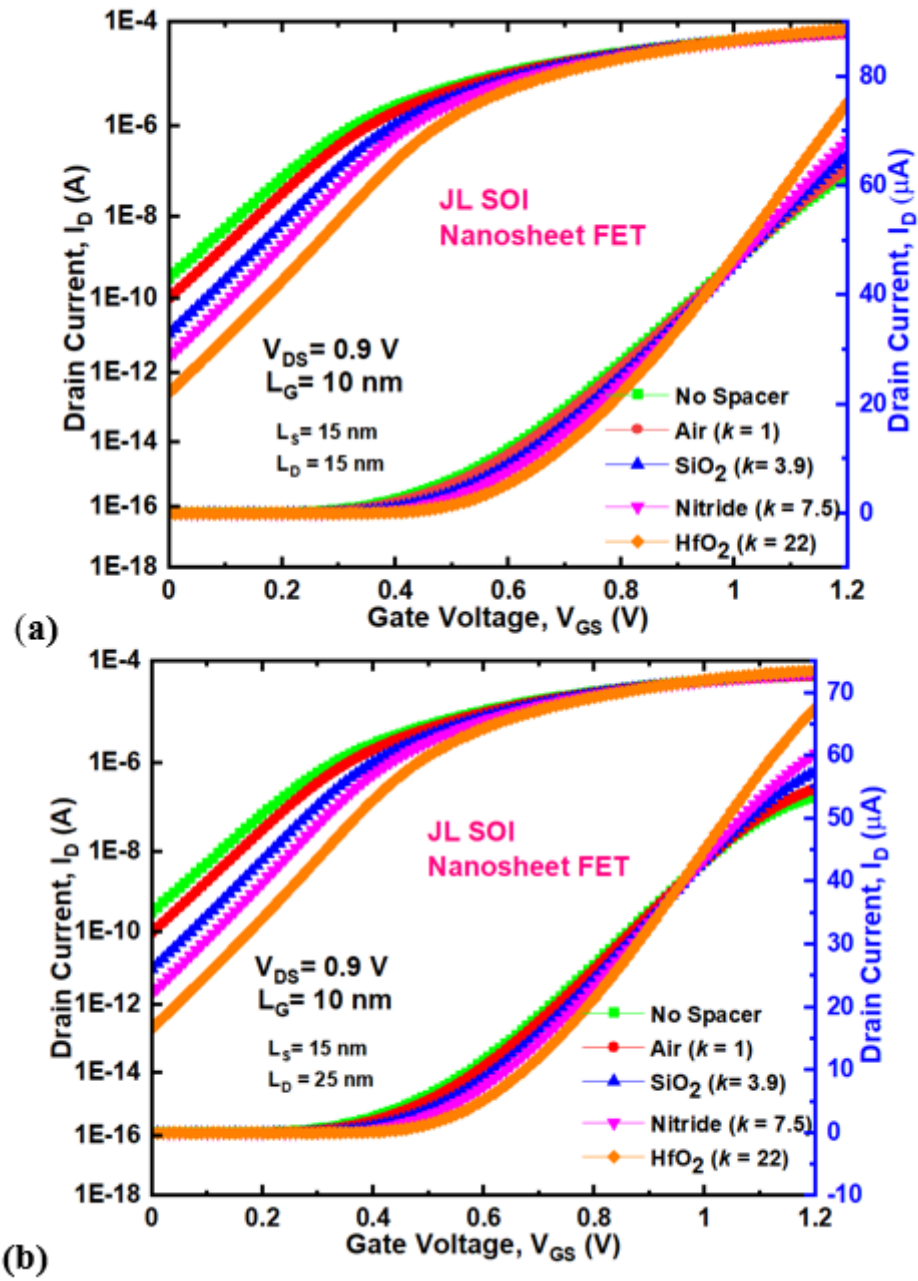 1E-4
1E-6
1E-8
1E-10
1E-12
1E-14
1E-16
1E-18
Drain Current, I_D (A)
80
60
40
20
0
Drain Current, I_D (μA)
JL SOI
Nanosheet FET
V_DS= 0.9 V
L_G= 10 nm
L_S = 15 nm
L_D = 15 nm
No Spacer
Air (k = 1)
SiO_2 (k= 3.9)
Nitride (k = 7.5)
HfO_2 (k = 22)
0 0.2 0.4 0.6 0.8 1 1.2
Gate Voltage, V_GS (V)
(a)
1E-4
1E-6
1E-8
1E-10
1E-12
1E-14
1E-16
1E-18
Drain Current, I_D (A)
70
60
50
40
30
20
10
0
-10
Drain Current, I_D (μA)
JL SOI
Nanosheet FET
V_DS= 0.9 V
L_G= 10 nm
L_S = 15 nm
L_D = 25 nm
No Spacer
Air (k = 1)
SiO_2 (k= 3.9)
Nitride (k = 7.5)
HfO_2 (k = 22)
0 0.2 0.4 0.6 0.8 1 1.2
Gate Voltage, V_GS (V)
(b)